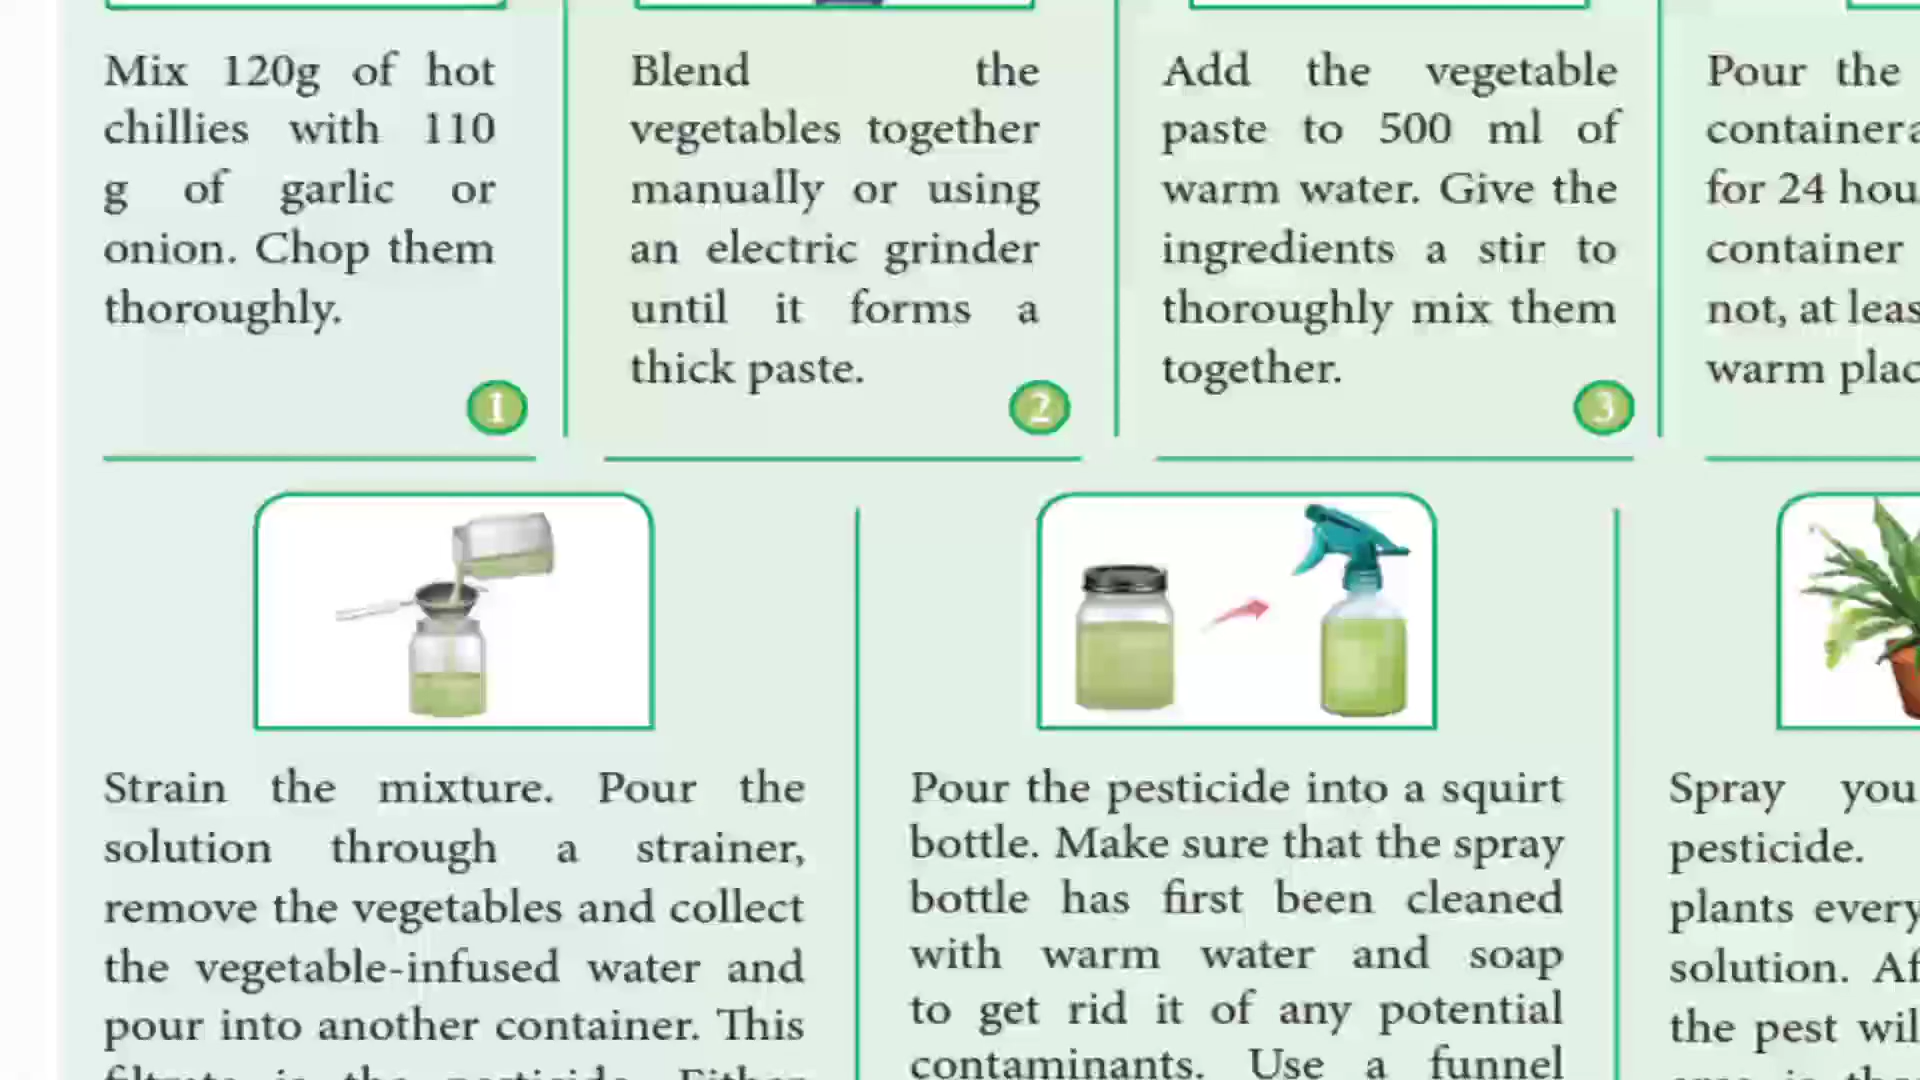 Mix 120g of hot
chillies with 110
g of garlic or
onion. Chop them
thoroughly.
1
Blend the
vegetables together
manually or using
an electric grinder
until it forms a
thick paste.
2
Add the vegetable
paste to 500 ml of
warm water. Give the
ingredients a stir to
thoroughly mix them
together.
3
Pour the
container
for 24
container
not, at
warm
Strain the mixture. Pour the
solution through a strainer,
remove the vegetables and collect
the vegetable-infused water and
pour into another container. This
Pour the pesticide into a squirt
bottle. Make sure that the spray
bottle has first been cleaned
with warm water and soap
to get rid it of any potential
contaminants. Use a funnel
Spray
pesticide.
plants every
solution.
the pest